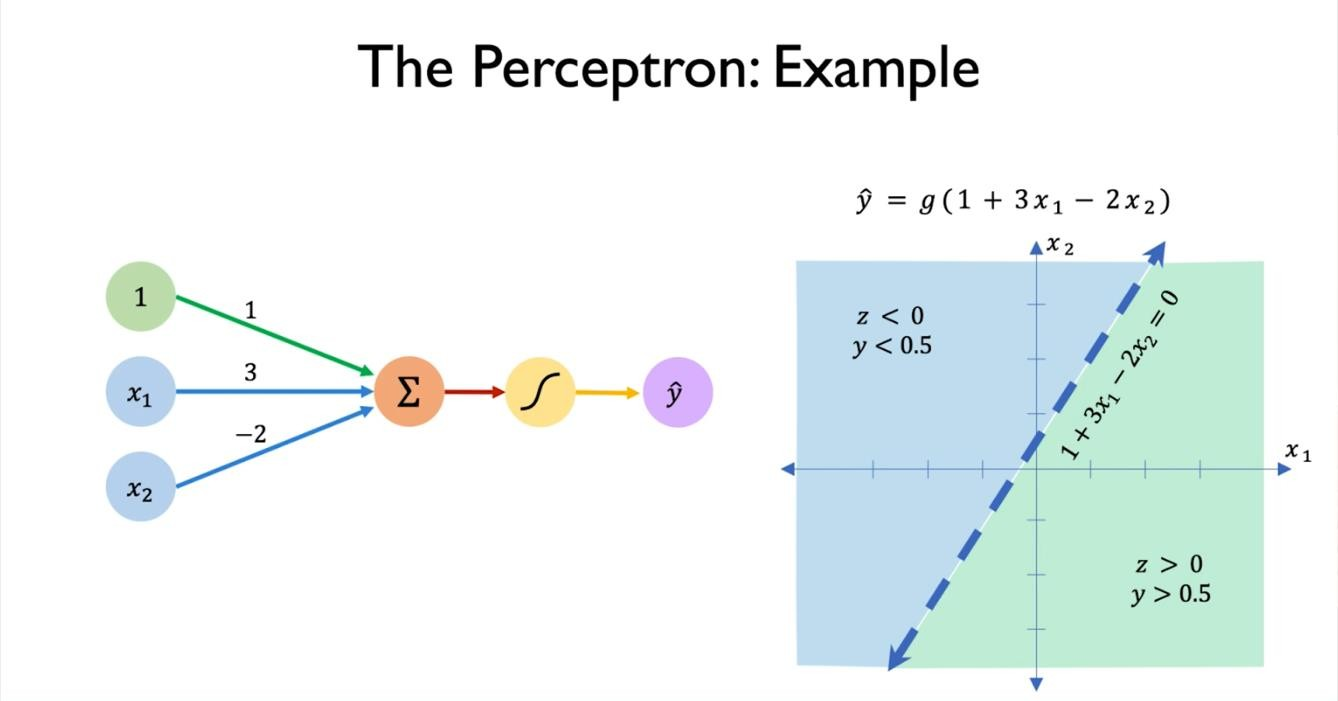 The Perceptron: Example
1
x₁
x₂
1
3
−2
Σ
ŷ
ŷ = g(1 + 3x₁ − 2x₂)
x₂
x₁
z < 0
y < 0.5
1 + 3x₁ − 2x₂ = 0
z > 0
y > 0.5